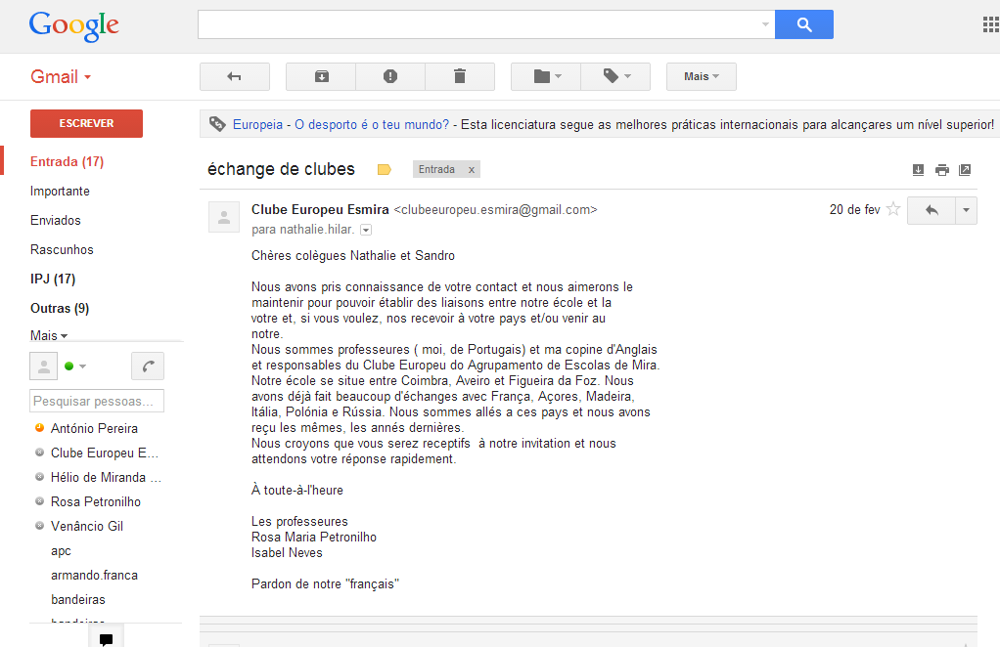 Google
Gmail
Mais
ESCREVER
Europeia - O desporto é o teu mundo? - Esta licenciatura segue as melhores práticas internacionais para alcançares um nível superior!
Entrada (17)
Importante
Enviados
Rascunhos
IPJ (17)
Outras (9)
Mais
Pesquisar pessoas...
António Pereira
Clube Europeu E...
Hélio de Miranda ...
Rosa Petronilho
Venâncio Gil
apc
armando.franca
bandeiras
bandeiras
échange de clubes
Entrada x
Clube Europeu Esmira <clubeeuropeu.esmira@gmail.com>
20 de fev
para nathalie.hilar.
Chères colègues Nathalie et Sandro
Nous avons pris connaissance de votre contact et nous aimerons le
maintenir pour pouvoir établir des liaisons entre notre école et la
votre et, si vous voulez, nos recevoir à votre pays et/ou venir au
notre.
Nous sommes professeures ( moi, de Portugais) et ma copine d'Anglais
et responsables du Clube Europeu do Agrupamento de Escolas de Mira.
Notre école se situe entre Coimbra, Aveiro et Figueira da Foz. Nous
avons déjà fait beaucoup d'échanges avec França, Açores, Madeira,
Itália, Polónia e Rússia. Nous sommes allés a ces pays et nous avons
reçu les mêmes, les annés dernières.
Nous croyons que vous serez receptifs  à notre invitation et nous
attendons votre réponse rapidement.
À toute-à-l'heure
Les professeures
Rosa Maria Petronilho
Isabel Neves
Pardon de notre "français"